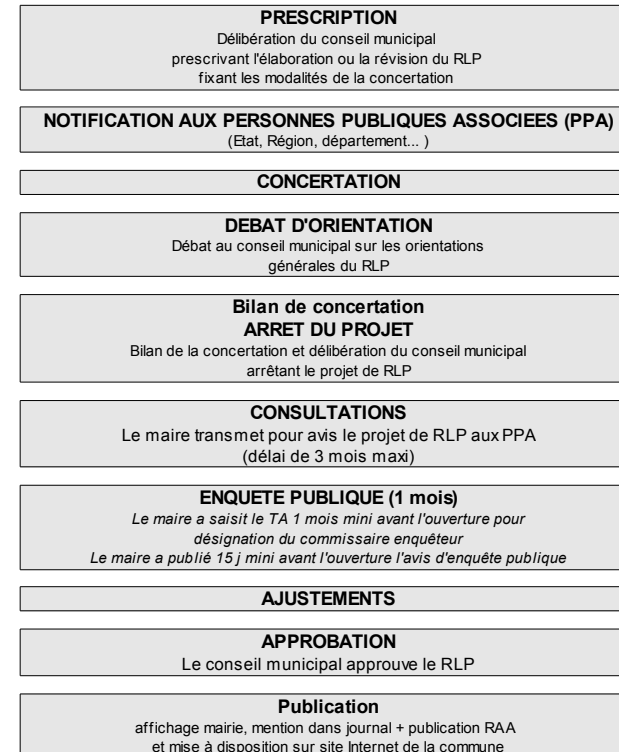 PRESCRIPTION
Délibération du conseil municipal
prescrivant l'élaboration ou la révision du RLP
fixant les modalités de la concertation
NOTIFICATION AUX PERSONNES PUBLIQUES ASSOCIEES (PPA)
(Etat, Région, département... )
CONCERTATION
DEBAT D'ORIENTATION
Débat au conseil municipal sur les orientations
générales du RLP
Bilan de concertation
ARRET DU PROJET
Bilan de la concertation et délibération du conseil municipal
arrêtant le projet de RLP
CONSULTATIONS
Le maire transmet pour avis le projet de RLP aux PPA
(délai de 3 mois maxi)
ENQUETE PUBLIQUE (1 mois)
Le maire a saisit le TA 1 mois mini avant l'ouverture pour
désignation du commissaire enquêteur
Le maire a publié 15 j mini avant l'ouverture l'avis d'enquête publique
AJUSTEMENTS
APPROBATION
Le conseil municipal approuve le RLP
Publication
affichage mairie, mention dans journal + publication RAA
et mise à disposition sur site Internet de la commune